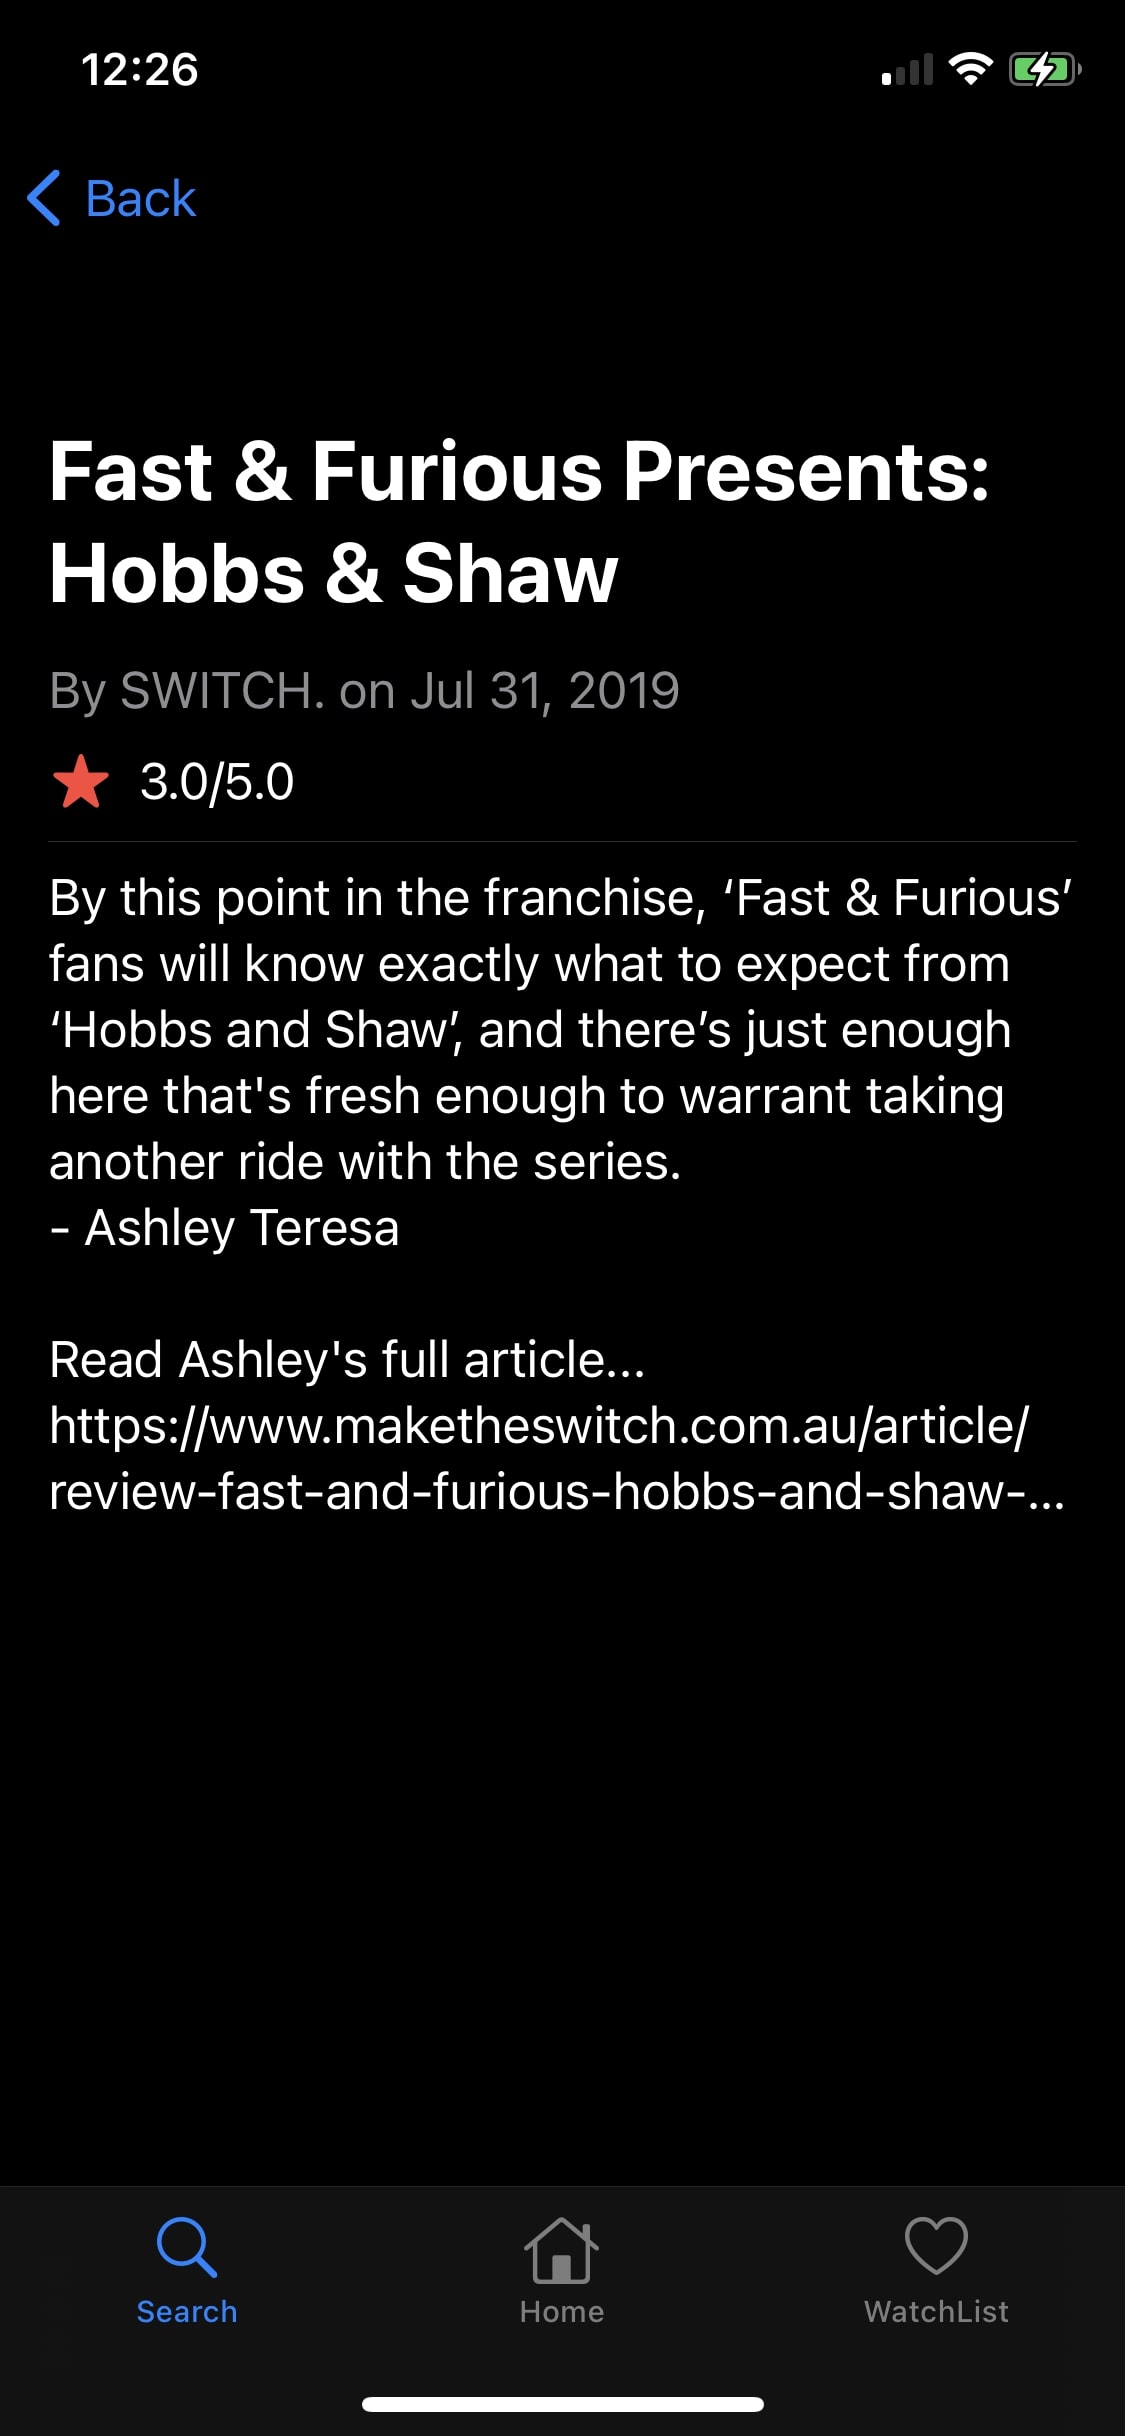 12:26
Back
Fast & Furious Presents:
Hobbs & Shaw
By SWITCH. on Jul 31, 2019
3.0/5.0
By this point in the franchise, ‘Fast & Furious’
fans will know exactly what to expect from
‘Hobbs and Shaw’, and there’s just enough
here that's fresh enough to warrant taking
another ride with the series.
- Ashley Teresa
Read Ashley's full article...
https://www.maketheswitch.com.au/article/
review-fast-and-furious-hobbs-and-shaw-...
Search
Home
WatchList